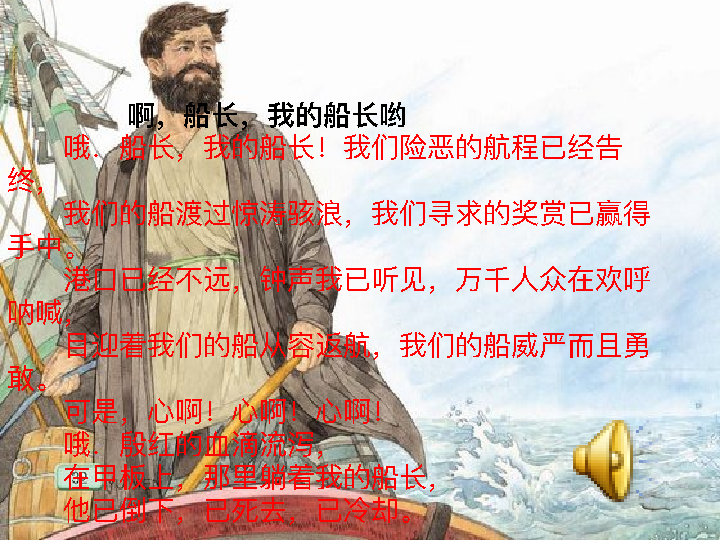 啊，船长，我的船长哟
哦．船长，我的船长！我们险恶的航程已经告
终，
我们的船渡过惊涛骇浪，我们寻求的奖赏已赢得
手中。
港口已经不远，钟声我已听见，万千人众在欢呼
呐喊，
目迎着我们的船从容返航，我们的船威严而且勇
敢。
可是，心啊！心啊！心啊！
哦．殷红的血滴流泻，
在甲板上，那里躺着我的船长，
他已倒下，已死去，已冷却。